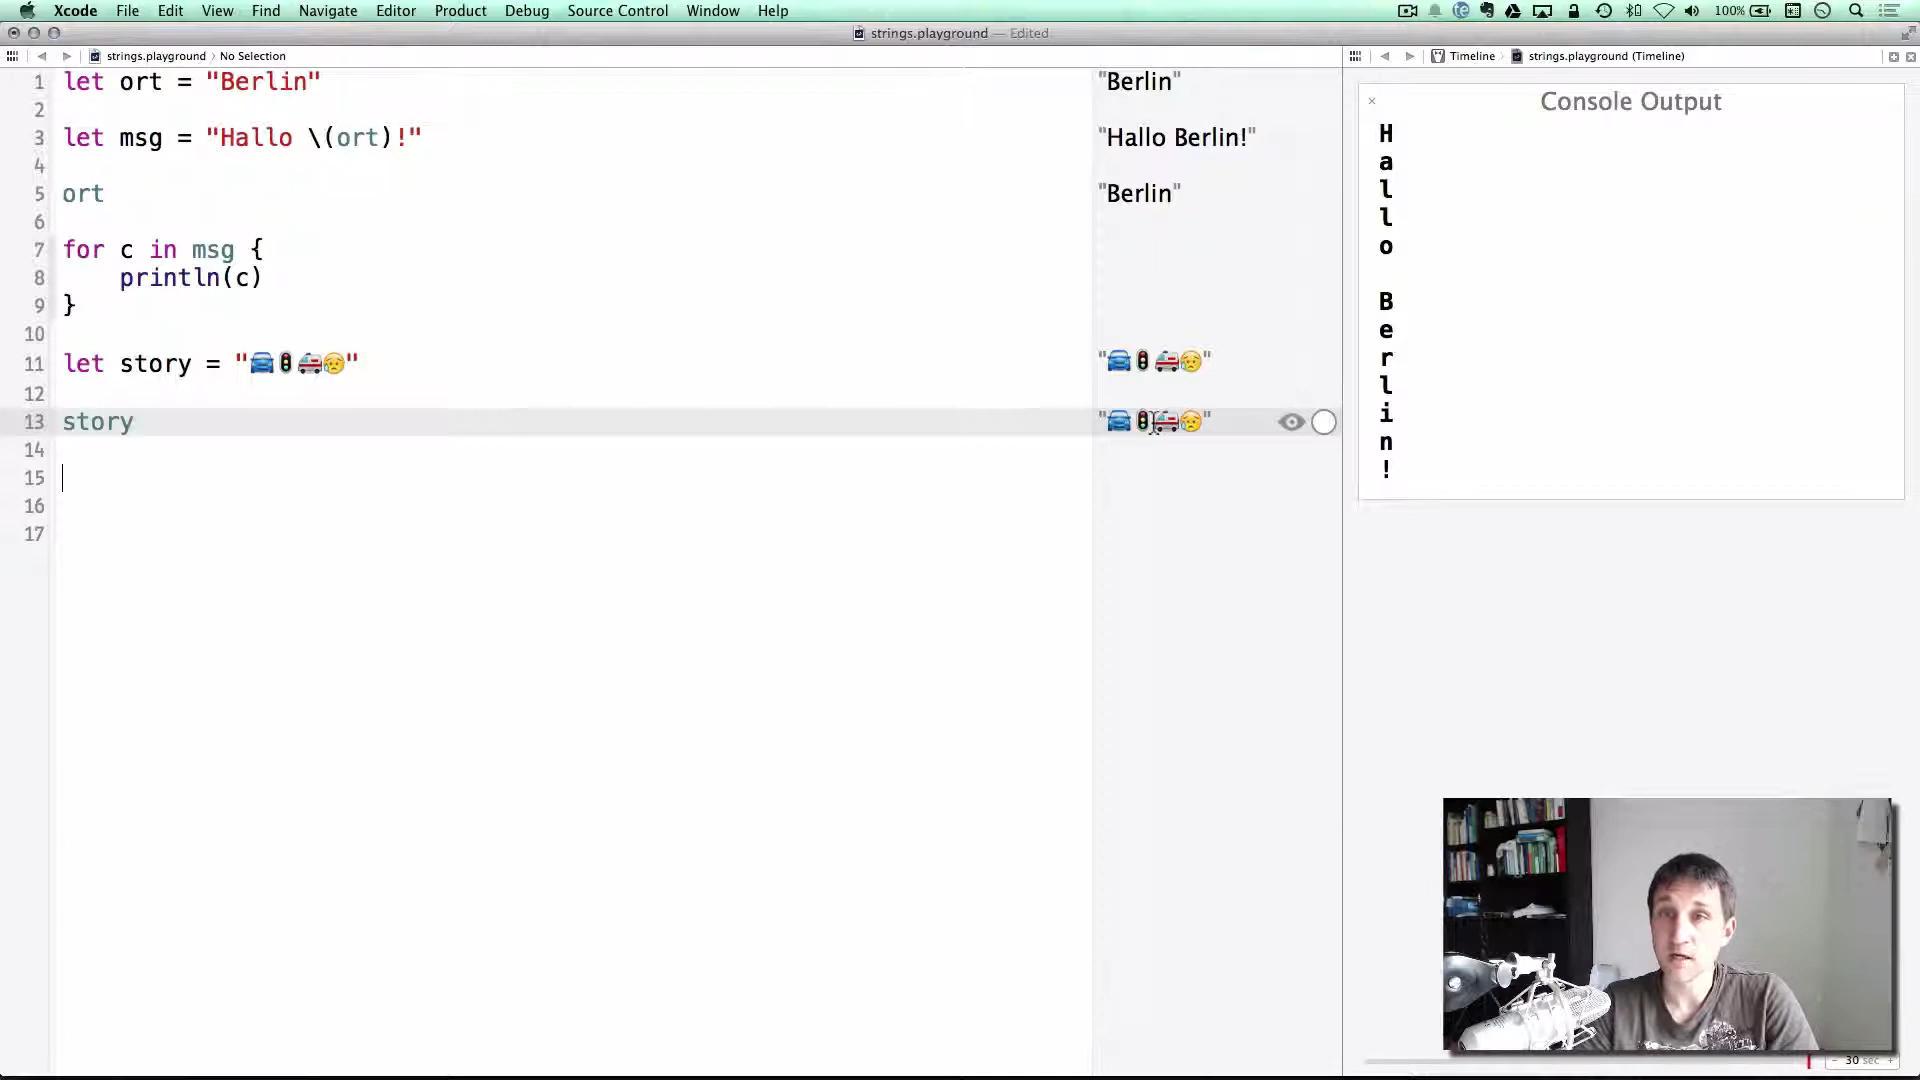 Xcode File Edit View Find Navigate Editor Product Debug Source Control Window Help 100%
strings.playground — Edited
strings.playground 〉 No Selection
Timeline 〉 strings.playground (Timeline)
1 let ort = "Berlin"
2
3 let msg = "Hallo \(ort)!"
4
5 ort
6
7 for c in msg {
8 println(c)
9 }
10
11 let story = "🚘🚦🚑😥"
12
13 story
14
15
16
17
"Berlin"
"Hallo Berlin!"
"Berlin"
"🚘🚦🚑😥"
"🚘🚦🚑😥"
Console Output
H
a
l
l
o
B
e
r
l
i
n
!
- 30 sec +